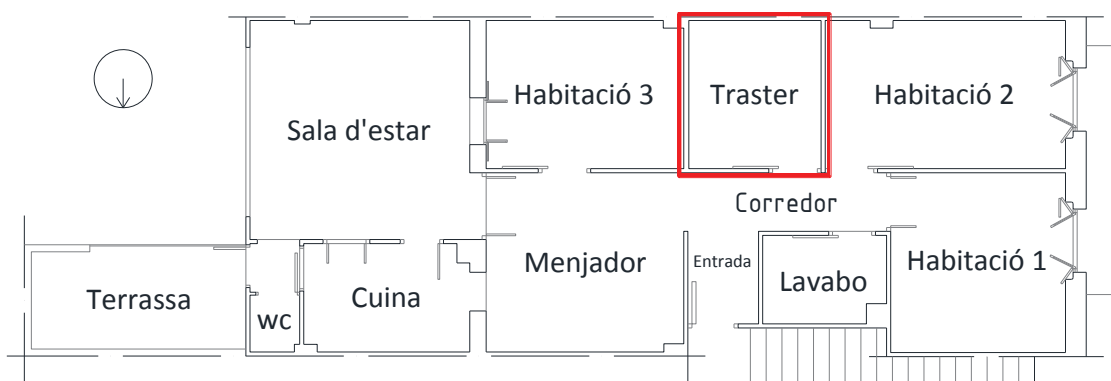 Habitació 3
Traster
Habitació 2
Sala d'estar
Corredor
Menjador
Entrada
Lavabo
Habitació 1
Terrassa
Cuina
wc